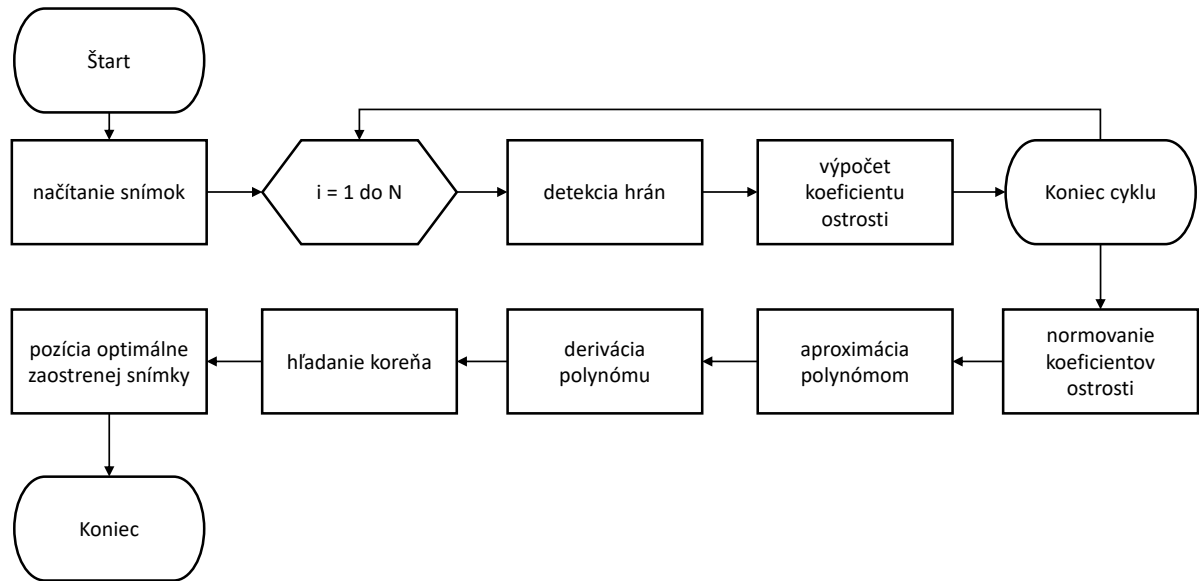 Štart
načítanie snímok
i = 1 do N
detekcia hrán
výpočet
koeficientu
ostrosti
Koniec cyklu
normovanie
koeficientov
ostrosti
aproximácia
polynómom
derivácia
polynómu
hľadanie koreňa
pozícia optimálne
zaostrenej snímky
Koniec